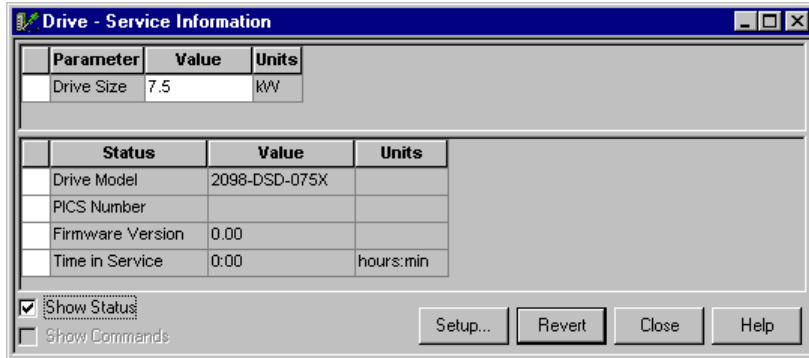 Drive - Service Information
Parameter Value Units
Drive Size 7.5 kW
Status Value Units
Drive Model 2098-DSD-075X
PICS Number
Firmware Version 0.00
Time in Service 0:00 hours:min
Show Status
Show Commands
Setup... Revert Close Help